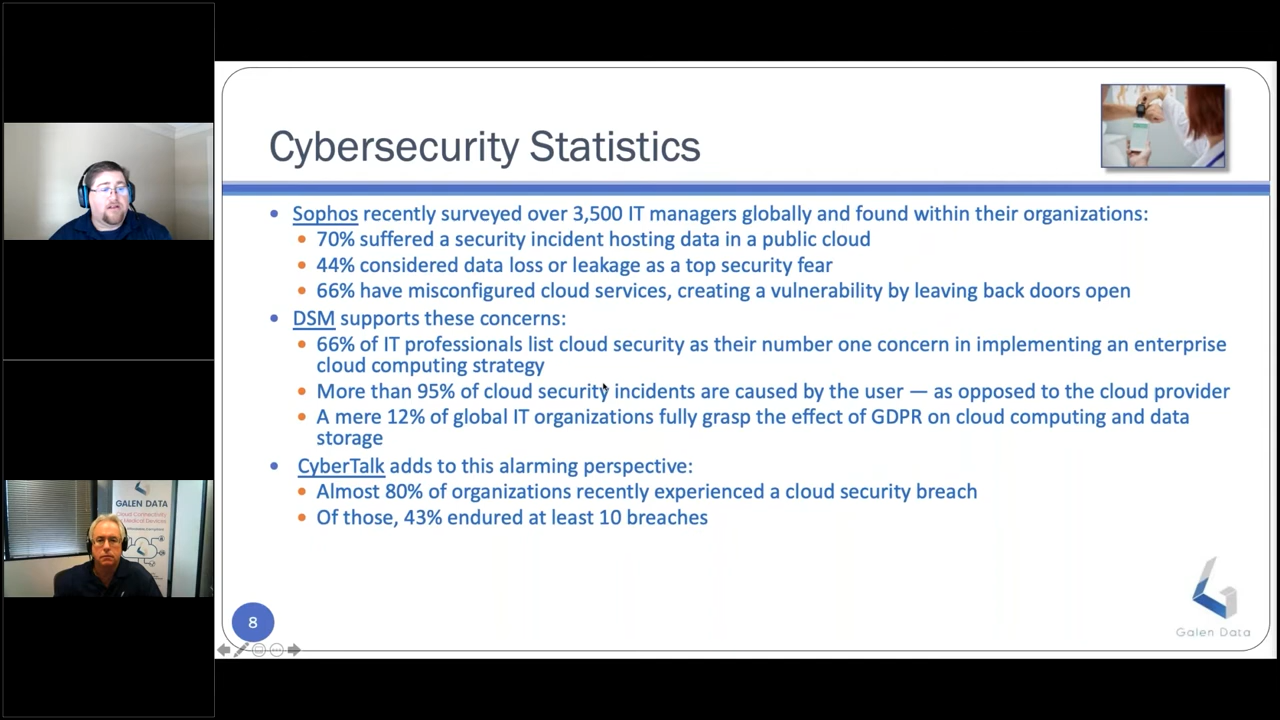 Cybersecurity Statistics
Sophos recently surveyed over 3,500 IT managers globally and found within their organizations:
70% suffered a security incident hosting data in a public cloud
44% considered data loss or leakage as a top security fear
66% have misconfigured cloud services, creating a vulnerability by leaving back doors open
DSM supports these concerns:
66% of IT professionals list cloud security as their number one concern in implementing an enterprise
cloud computing strategy
More than 95% of cloud security incidents are caused by the user — as opposed to the cloud provider
A mere 12% of global IT organizations fully grasp the effect of GDPR on cloud computing and data
storage
CyberTalk adds to this alarming perspective:
Almost 80% of organizations recently experienced a cloud security breach
Of those, 43% endured at least 10 breaches
8
Galen Data
GALEN DATA
Cloud Connectivity
Medical Devices